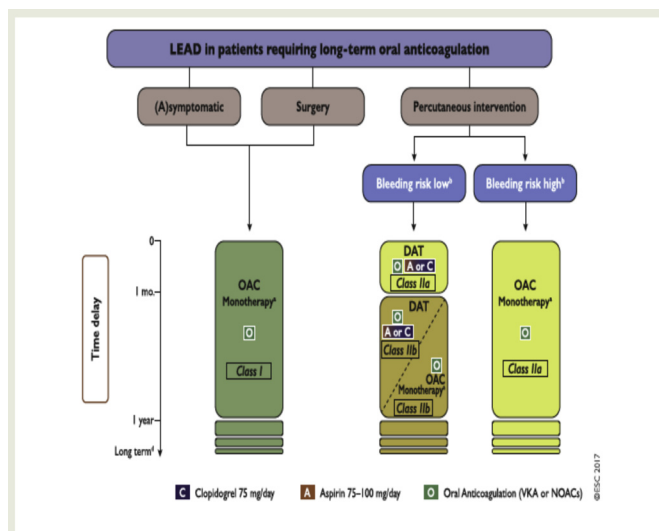 LEAD in patients requiring long-term oral anticoagulation
(A)symptomatic
Surgery
Percutaneous intervention
Bleeding risk lowᵇ
Bleeding risk highᵇ
Time delay
0
1 mo.
1 year
Long termᵈ
OAC
Monotherapyᵃ
O
Class I
DAT
O A or C
Class IIa
DAT
O
A or C
Class IIb
O
OAC
Monotherapyᵃ
Class IIb
OAC
Monotherapyᵃ
O
Class IIa
C Clopidogrel 75 mg/day
A Aspirin 75–100 mg/day
O Oral Anticoagulation (VKA or NOACs)
©ESC 2017